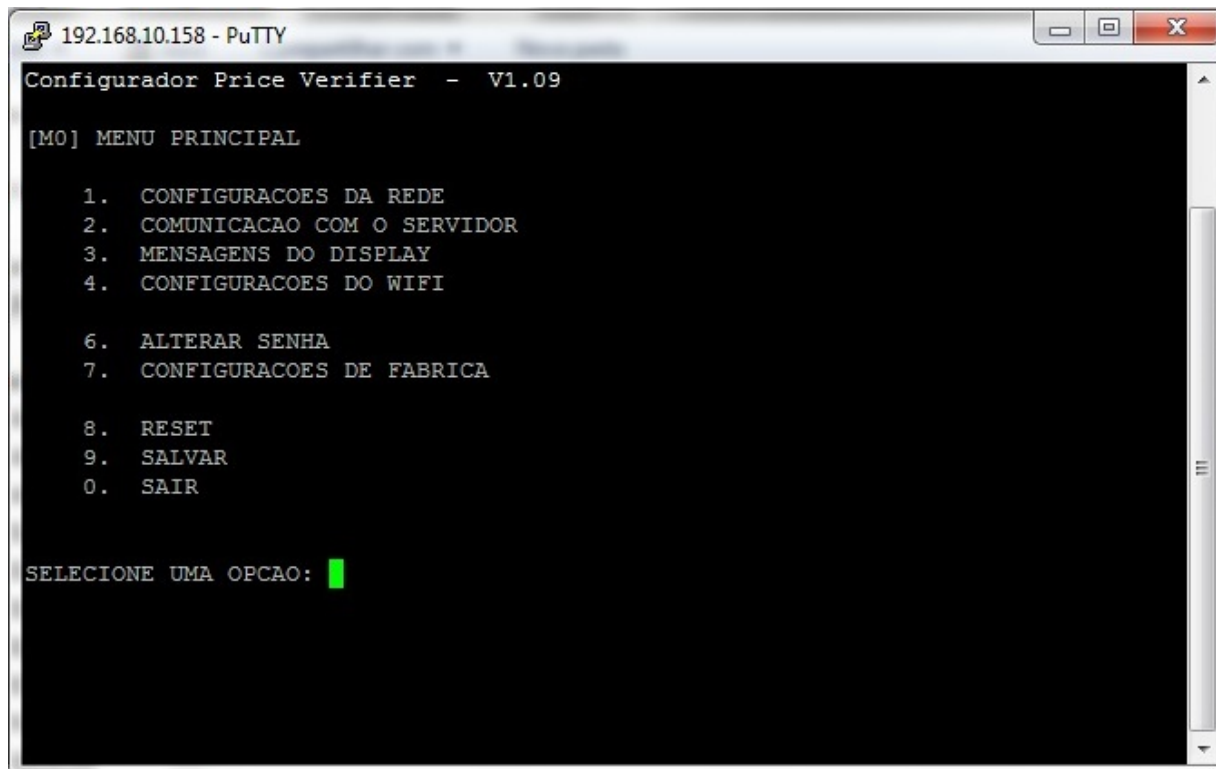 192.168.10.158 - PuTTY
Configurador Price Verifier - V1.09
[M0] MENU PRINCIPAL
1. CONFIGURACOES DA REDE
2. COMUNICACAO COM O SERVIDOR
3. MENSAGENS DO DISPLAY
4. CONFIGURACOES DO WIFI
6. ALTERAR SENHA
7. CONFIGURACOES DE FABRICA
8. RESET
9. SALVAR
0. SAIR
SELECIONE UMA OPCAO: